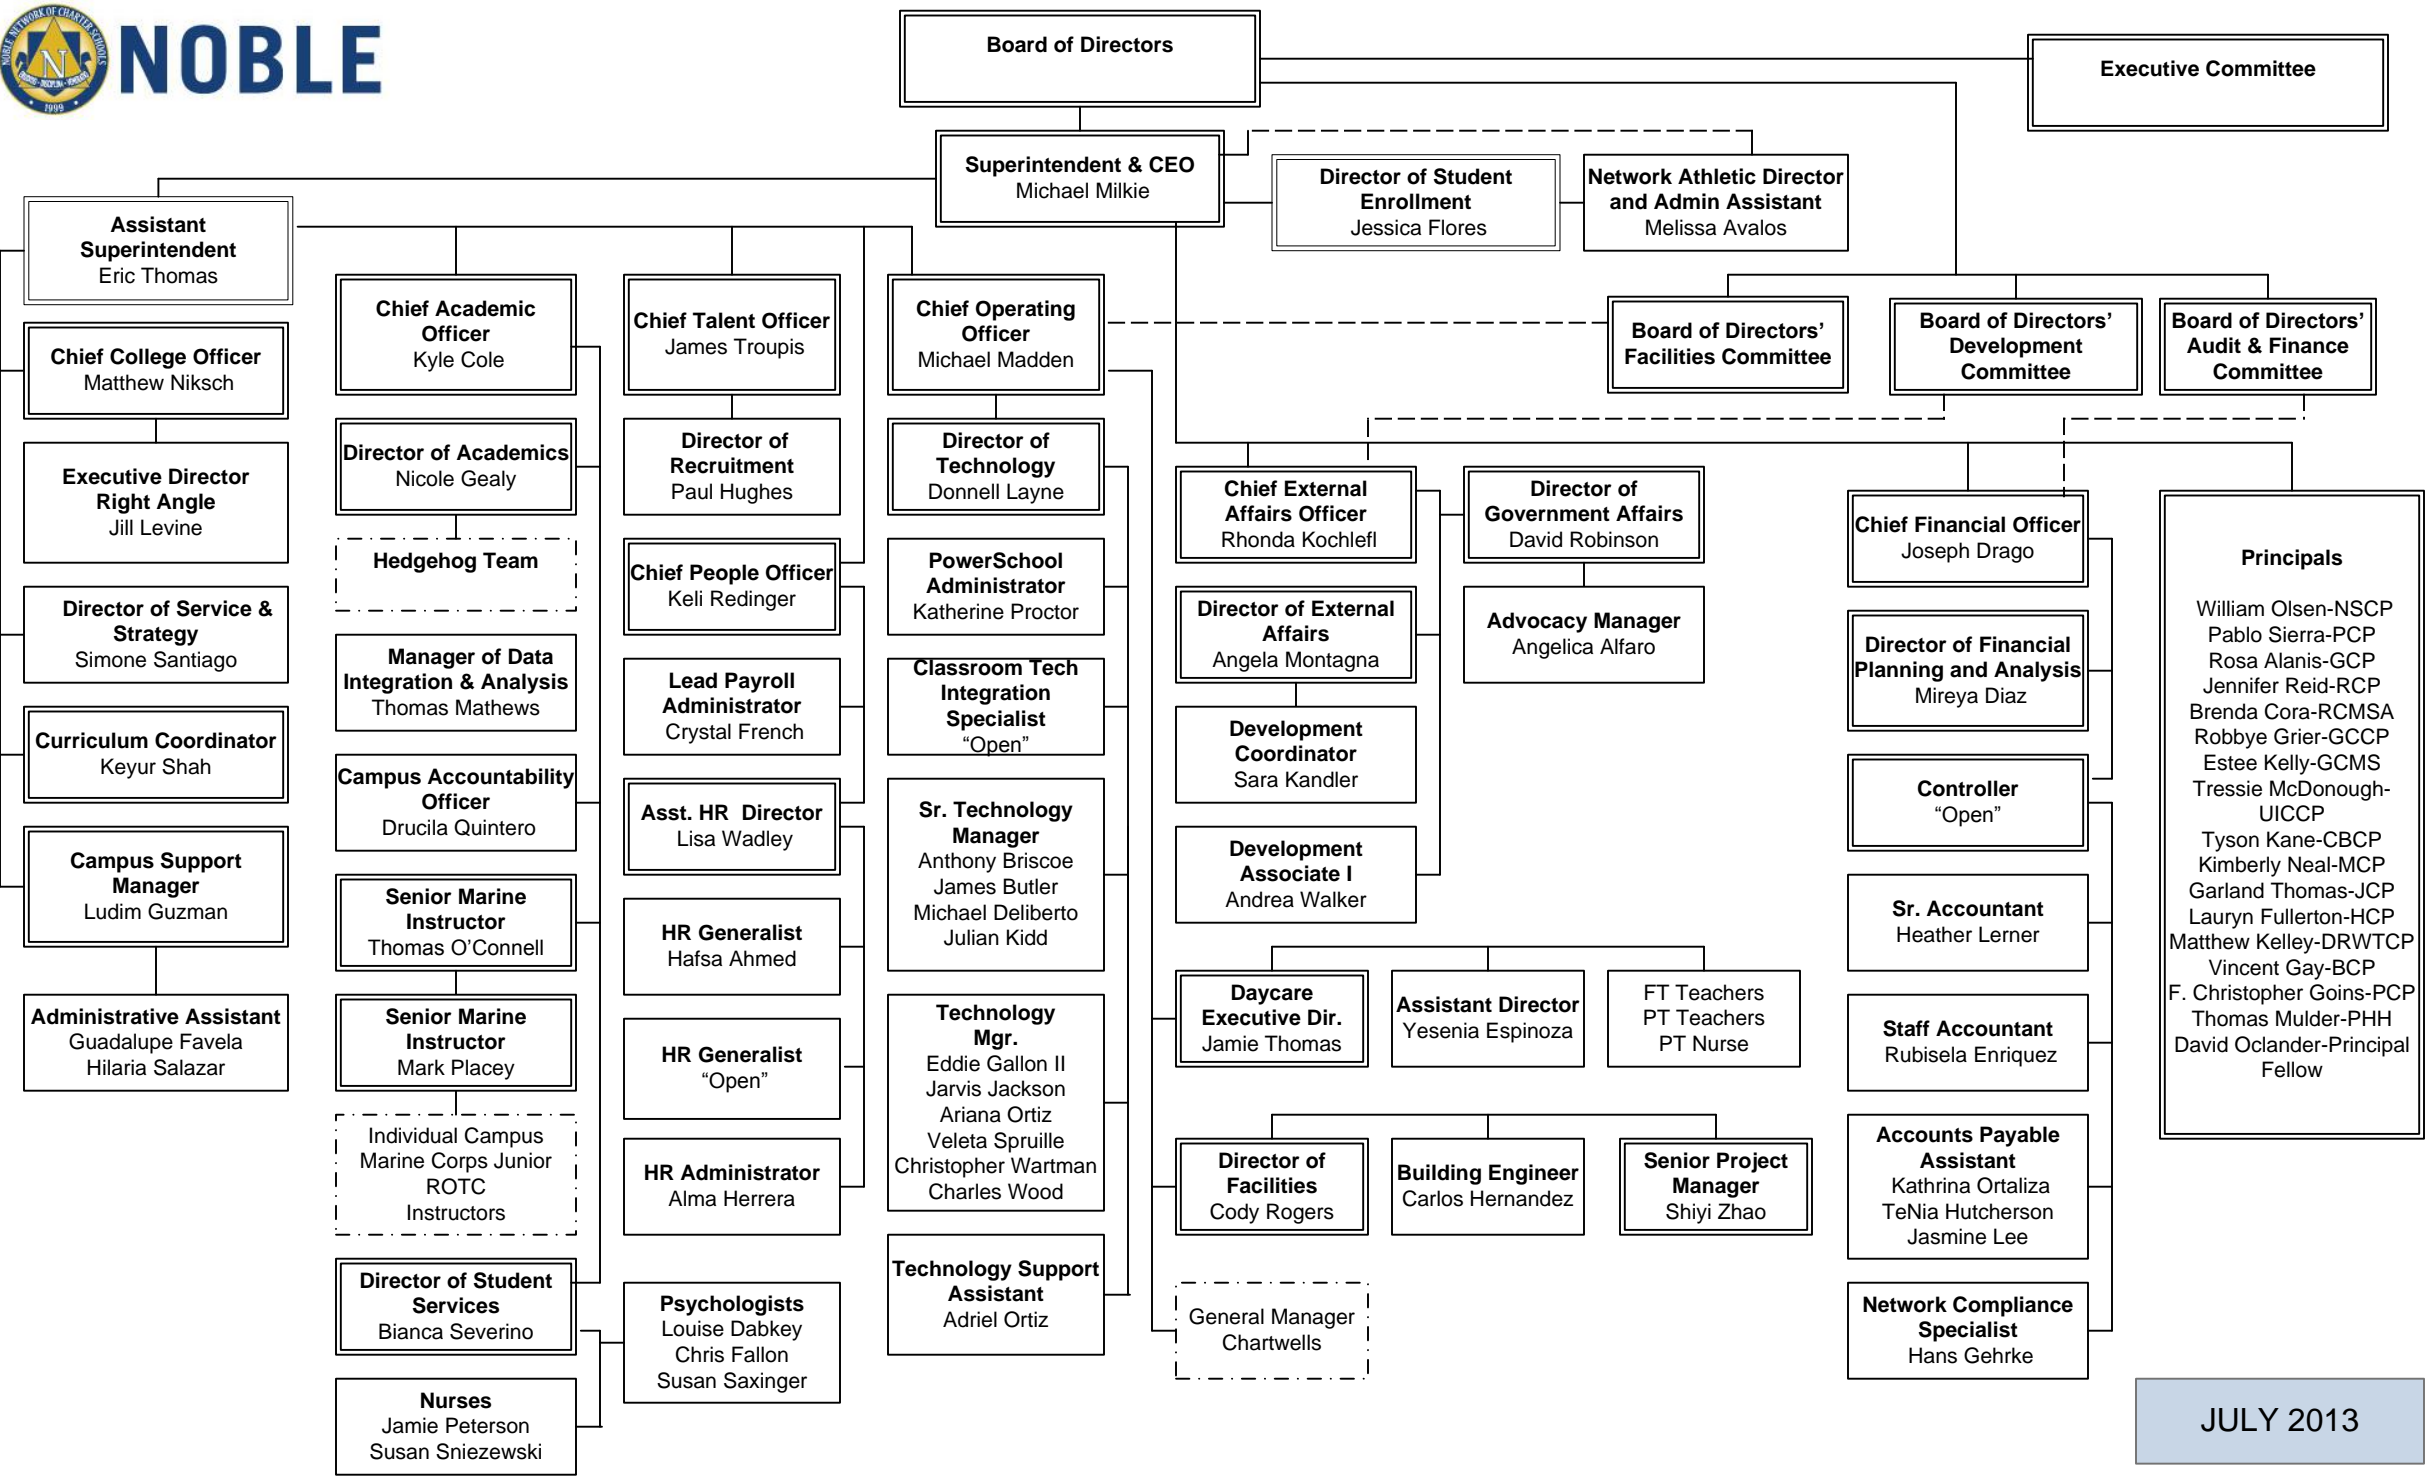 NOBLE NETWORK OF CHARTER SCHOOLS
N
1999
NOBLE
Board of Directors
Executive Committee
Superintendent & CEO
Michael Milkie
Director of Student
Enrollment
Jessica Flores
Network Athletic Director
and Admin Assistant
Melissa Avalos
Assistant
Superintendent
Eric Thomas
Chief College Officer
Matthew Niksch
Executive Director
Right Angle
Jill Levine
Director of Service &
Strategy
Simone Santiago
Curriculum Coordinator
Keyur Shah
Campus Support
Manager
Ludim Guzman
Administrative Assistant
Guadalupe Favela
Hilaria Salazar
Chief Academic
Officer
Kyle Cole
Director of Academics
Nicole Gealy
Hedgehog Team
Manager of Data
Integration & Analysis
Thomas Mathews
Campus Accountability
Officer
Drucila Quintero
Senior Marine
Instructor
Thomas O’Connell
Senior Marine
Instructor
Mark Placey
Individual Campus
Marine Corps Junior
ROTC
Instructors
Director of Student
Services
Bianca Severino
Nurses
Jamie Peterson
Susan Sniezewski
Chief Talent Officer
James Troupis
Director of
Recruitment
Paul Hughes
Chief People Officer
Keli Redinger
Lead Payroll
Administrator
Crystal French
Asst. HR Director
Lisa Wadley
HR Generalist
Hafsa Ahmed
HR Generalist
“Open”
HR Administrator
Alma Herrera
Psychologists
Louise Dabkey
Chris Fallon
Susan Saxinger
Chief Operating
Officer
Michael Madden
Director of
Technology
Donnell Layne
PowerSchool
Administrator
Katherine Proctor
Classroom Tech
Integration
Specialist
“Open”
Sr. Technology
Manager
Anthony Briscoe
James Butler
Michael Deliberto
Julian Kidd
Technology
Mgr.
Eddie Gallon II
Jarvis Jackson
Ariana Ortiz
Veleta Spruille
Christopher Wartman
Charles Wood
Technology Support
Assistant
Adriel Ortiz
Board of Directors’
Facilities Committee
Board of Directors’
Development
Committee
Board of Directors’
Audit & Finance
Committee
Chief External
Affairs Officer
Rhonda Kochlefl
Director of
Government Affairs
David Robinson
Director of External
Affairs
Angela Montagna
Advocacy Manager
Angelica Alfaro
Development
Coordinator
Sara Kandler
Development
Associate I
Andrea Walker
Daycare
Executive Dir.
Jamie Thomas
Assistant Director
Yesenia Espinoza
FT Teachers
PT Teachers
PT Nurse
Director of
Facilities
Cody Rogers
Building Engineer
Carlos Hernandez
Senior Project
Manager
Shiyi Zhao
General Manager
Chartwells
Chief Financial Officer
Joseph Drago
Director of Financial
Planning and Analysis
Mireya Diaz
Controller
“Open”
Sr. Accountant
Heather Lerner
Staff Accountant
Rubisela Enriquez
Accounts Payable
Assistant
Kathrina Ortaliza
TeNia Hutcherson
Jasmine Lee
Network Compliance
Specialist
Hans Gehrke
Principals
William Olsen-NSCP
Pablo Sierra-PCP
Rosa Alanis-GCP
Jennifer Reid-RCP
Brenda Cora-RCMSA
Robbye Grier-GCCP
Estee Kelly-GCMS
Tressie McDonough-
UICCP
Tyson Kane-CBCP
Kimberly Neal-MCP
Garland Thomas-JCP
Lauryn Fullerton-HCP
Matthew Kelley-DRWTCP
Vincent Gay-BCP
F. Christopher Goins-PCP
Thomas Mulder-PHH
David Oclander-Principal
Fellow
JULY 2013